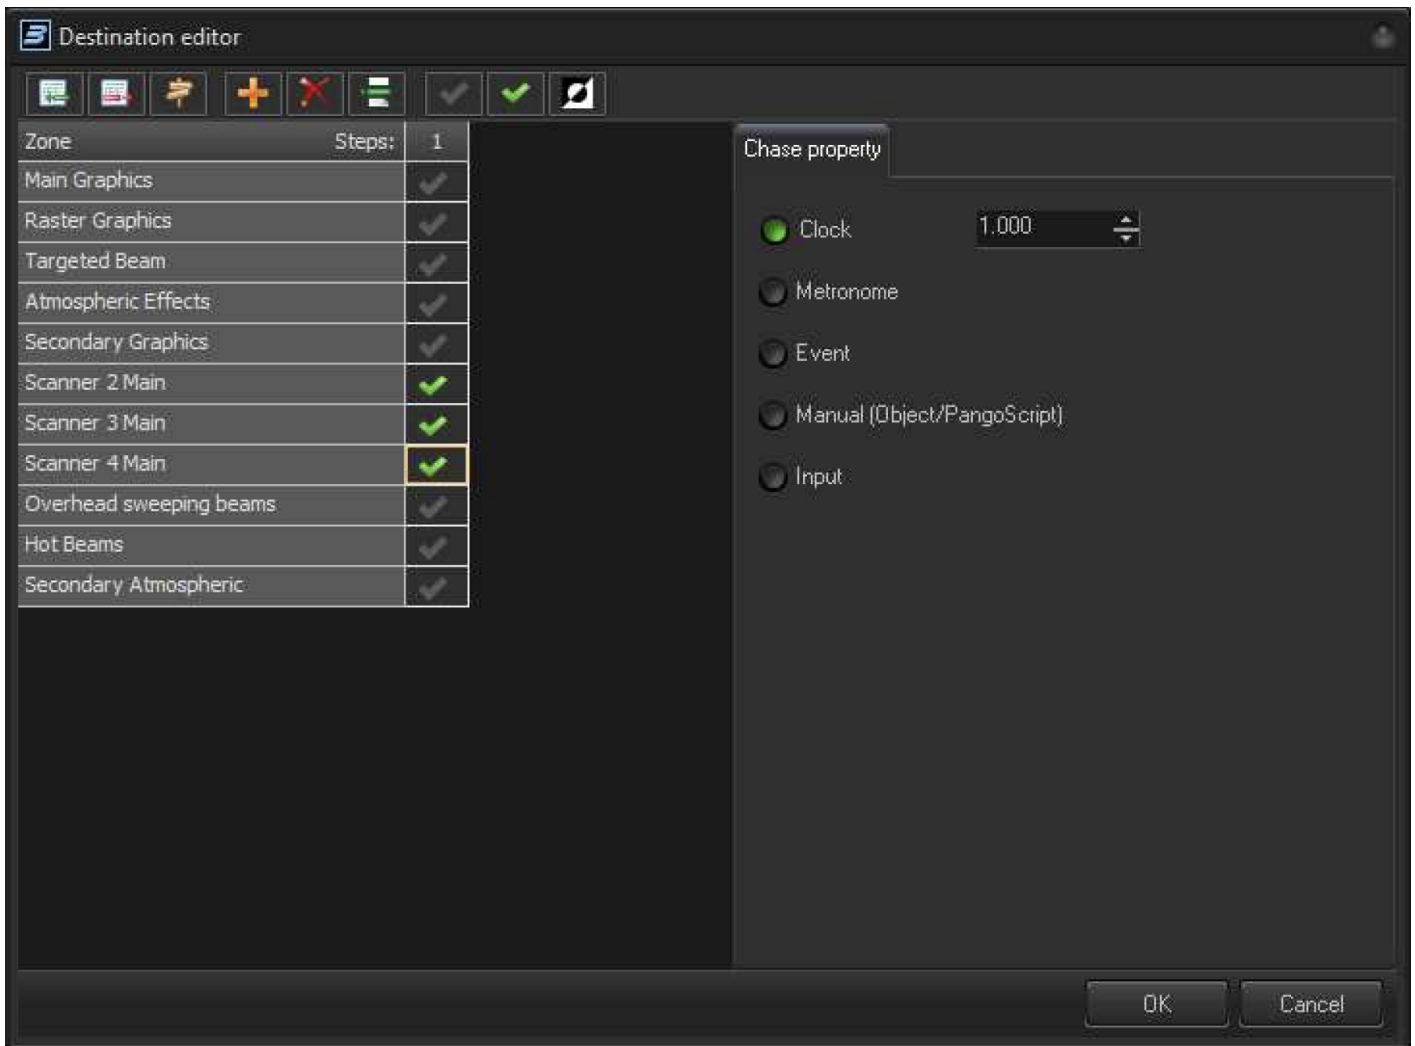 Destination editor
Zone Steps: 1
Main Graphics
Raster Graphics
Targeted Beam
Atmospheric Effects
Secondary Graphics
Scanner 2 Main
Scanner 3 Main
Scanner 4 Main
Overhead sweeping beams
Hot Beams
Secondary Atmospheric
Chase property
Clock 1.000
Metronome
Event
Manual (Object/PangoScript)
Input
OK Cancel